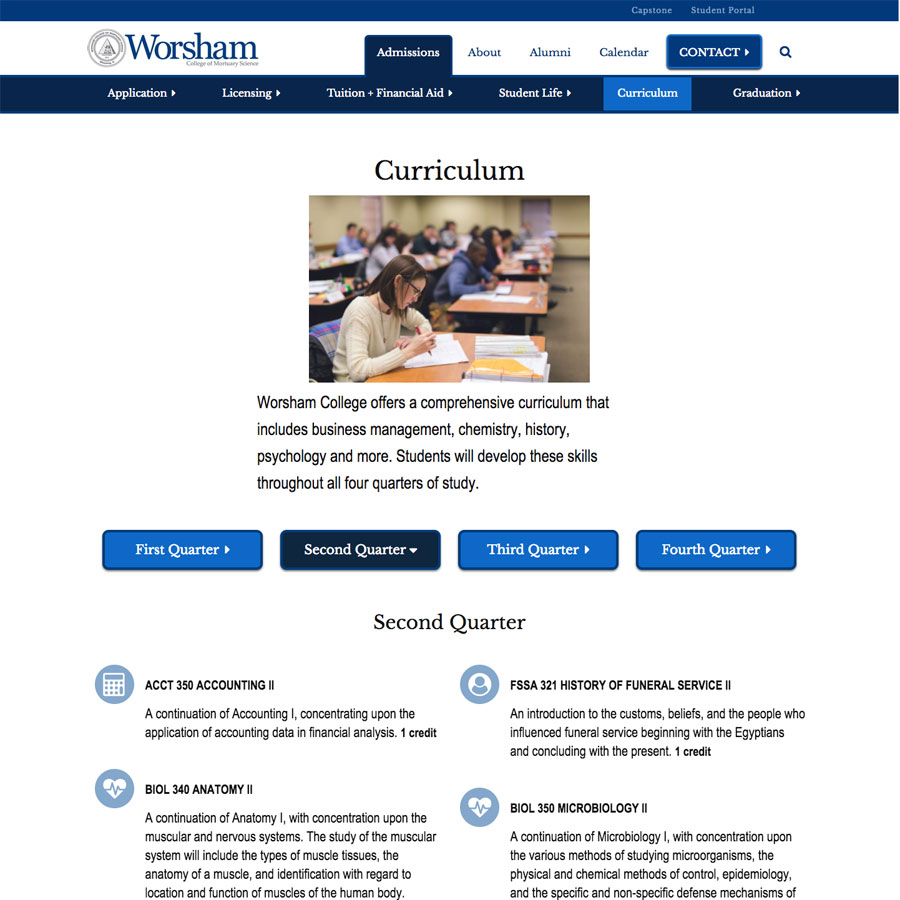 Capstone Student Portal
Worsham
College of Mortuary Science
Admissions About Alumni Calendar CONTACT
Application Licensing Tuition + Financial Aid Student Life Curriculum Graduation
Curriculum
Worsham College offers a comprehensive curriculum that
includes business management, chemistry, history,
psychology and more. Students will develop these skills
throughout all four quarters of study.
First Quarter Second Quarter Third Quarter Fourth Quarter
Second Quarter
ACCT 350 ACCOUNTING II
A continuation of Accounting I, concentrating upon the
application of accounting data in financial analysis. 1 credit
BIOL 340 ANATOMY II
A continuation of Anatomy I, with concentration upon the
muscular and nervous systems. The study of the muscular
system will include the types of muscle tissues, the
anatomy of a muscle, and identification with regard to
location and function of muscles of the human body.
FSSA 321 HISTORY OF FUNERAL SERVICE II
An introduction to the customs, beliefs, and the people who
influenced funeral service beginning with the Egyptians
and concluding with the present. 1 credit
BIOL 350 MICROBIOLOGY II
A continuation of Microbiology I, with concentration upon
the various methods of studying microorganisms, the
physical and chemical methods of control, epidemiology,
and the specific and non-specific defense mechanisms of